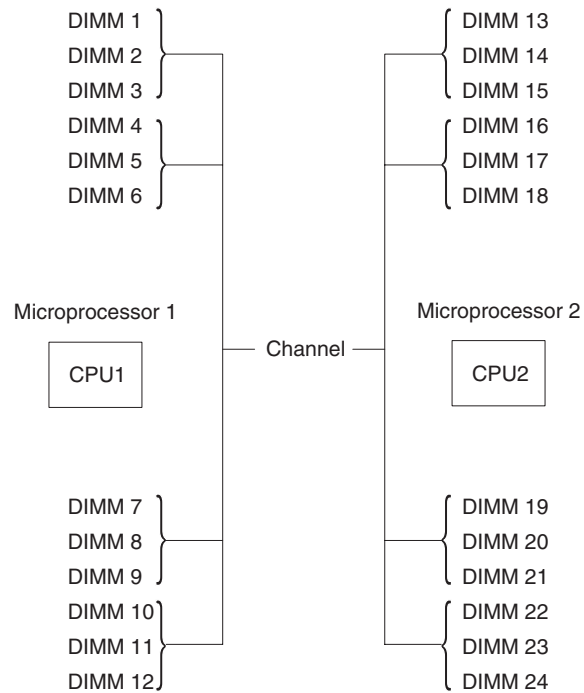 DIMM 1
DIMM 2
DIMM 3
DIMM 4
DIMM 5
DIMM 6
Microprocessor 1
CPU1
DIMM 7
DIMM 8
DIMM 9
DIMM 10
DIMM 11
DIMM 12
Channel
DIMM 13
DIMM 14
DIMM 15
DIMM 16
DIMM 17
DIMM 18
Microprocessor 2
CPU2
DIMM 19
DIMM 20
DIMM 21
DIMM 22
DIMM 23
DIMM 24